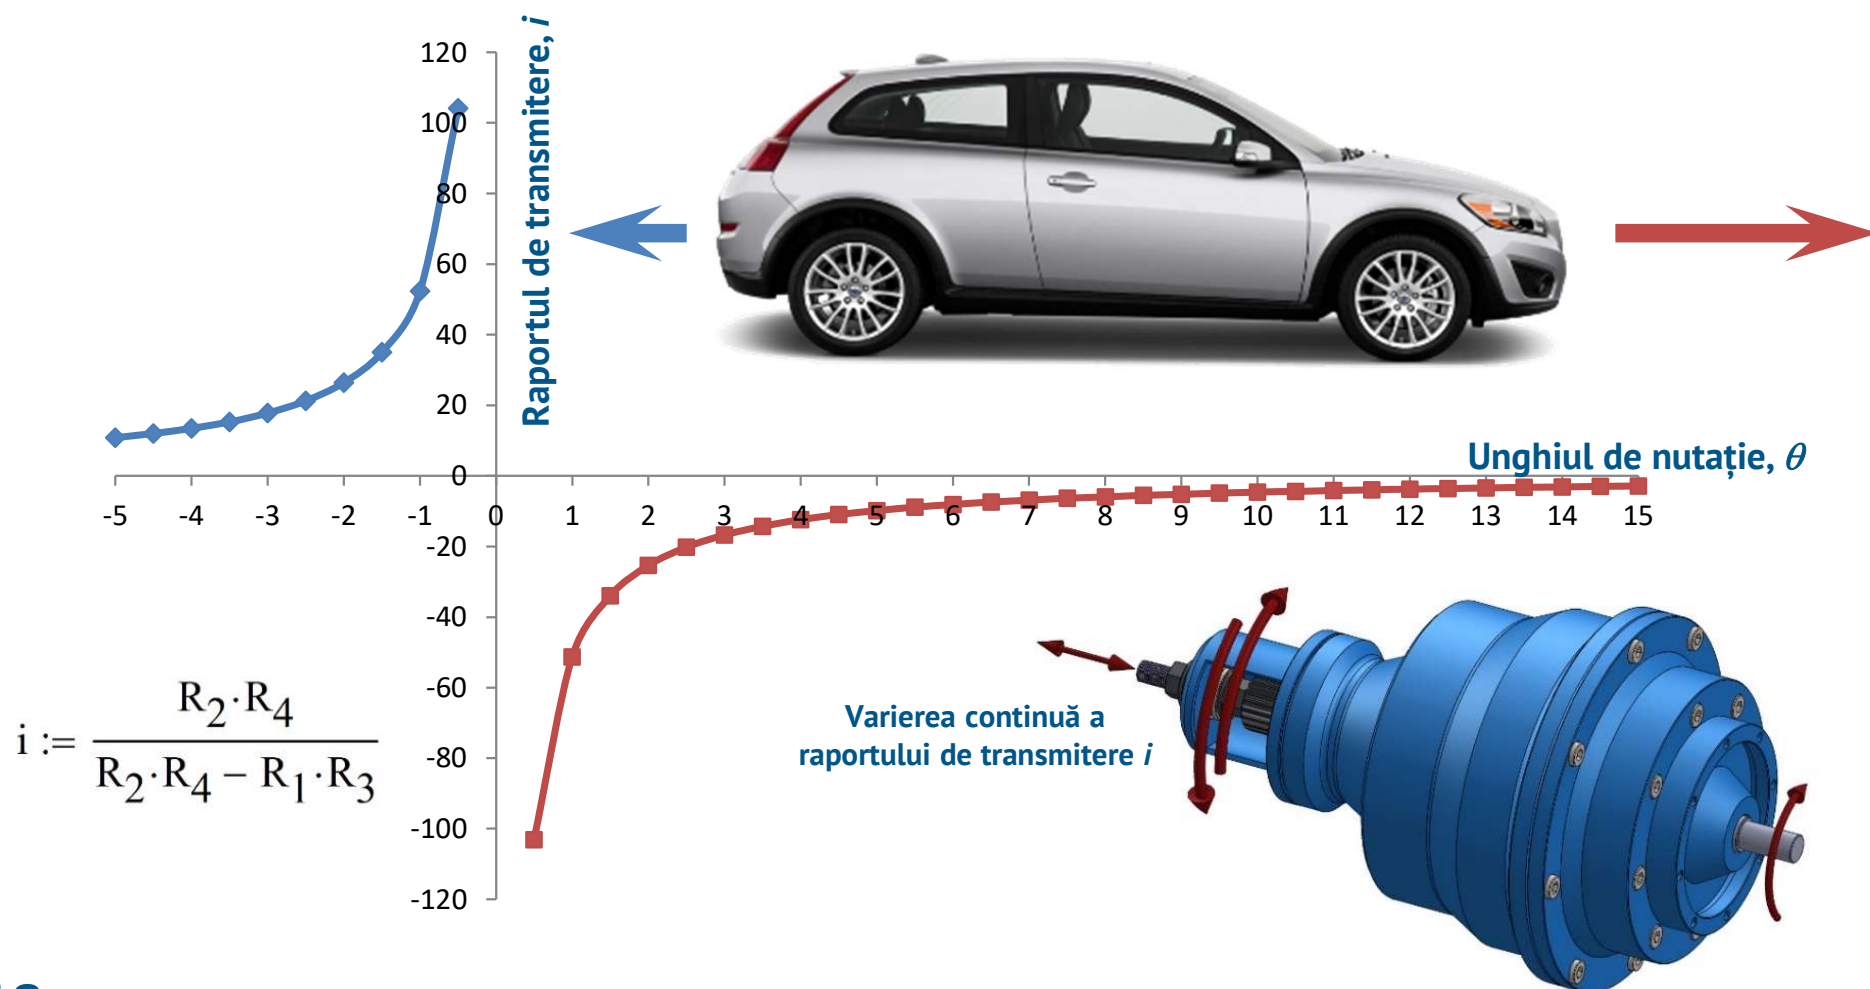 Raportul de transmitere, i
120
100
80
60
40
20
0
-20
-40
-60
-80
-100
-120
-5 -4 -3 -2 -1 0 1 2 3 4 5 6 7 8 9 10 11 12 13 14 15
Unghiul de nutație, θ
i := R2·R4
R2·R4 – R1·R3
Varierea continuă a
raportului de transmitere i